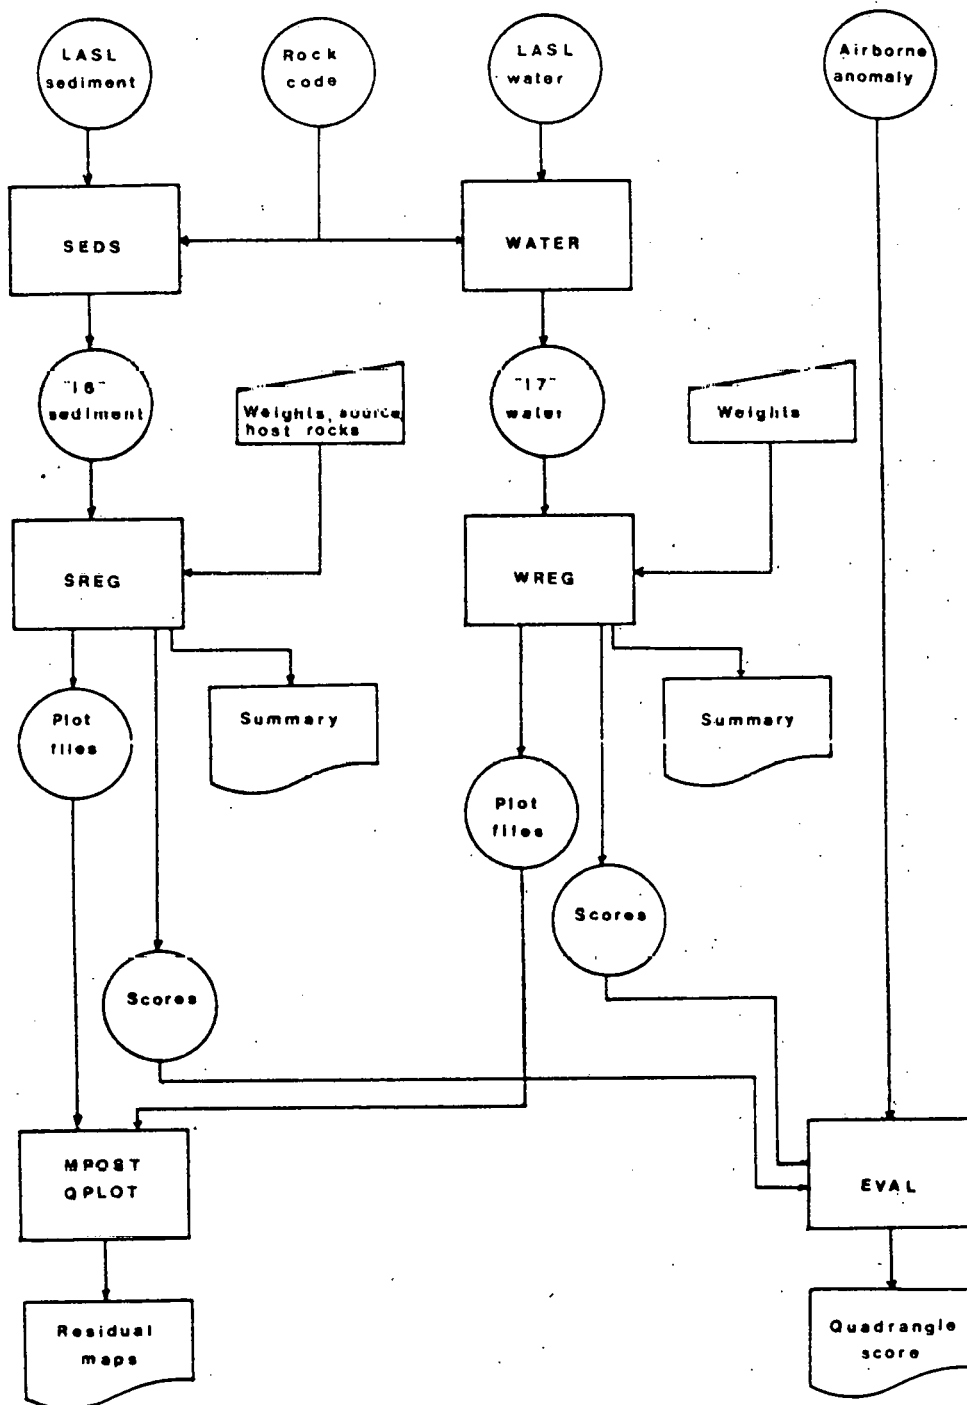 LASL
sediment
Rock
code
LASL
water
Airborne
anomaly
SEDS
WATER
"16"
sediment
Weights, source,
host rocks
"17"
water
Weights
SREG
WREG
Plot
files
Summary
Summary
Plot
files
Scores
Scores
MPOST
QPLOT
EVAL
Residual
maps
Quadrangle
score